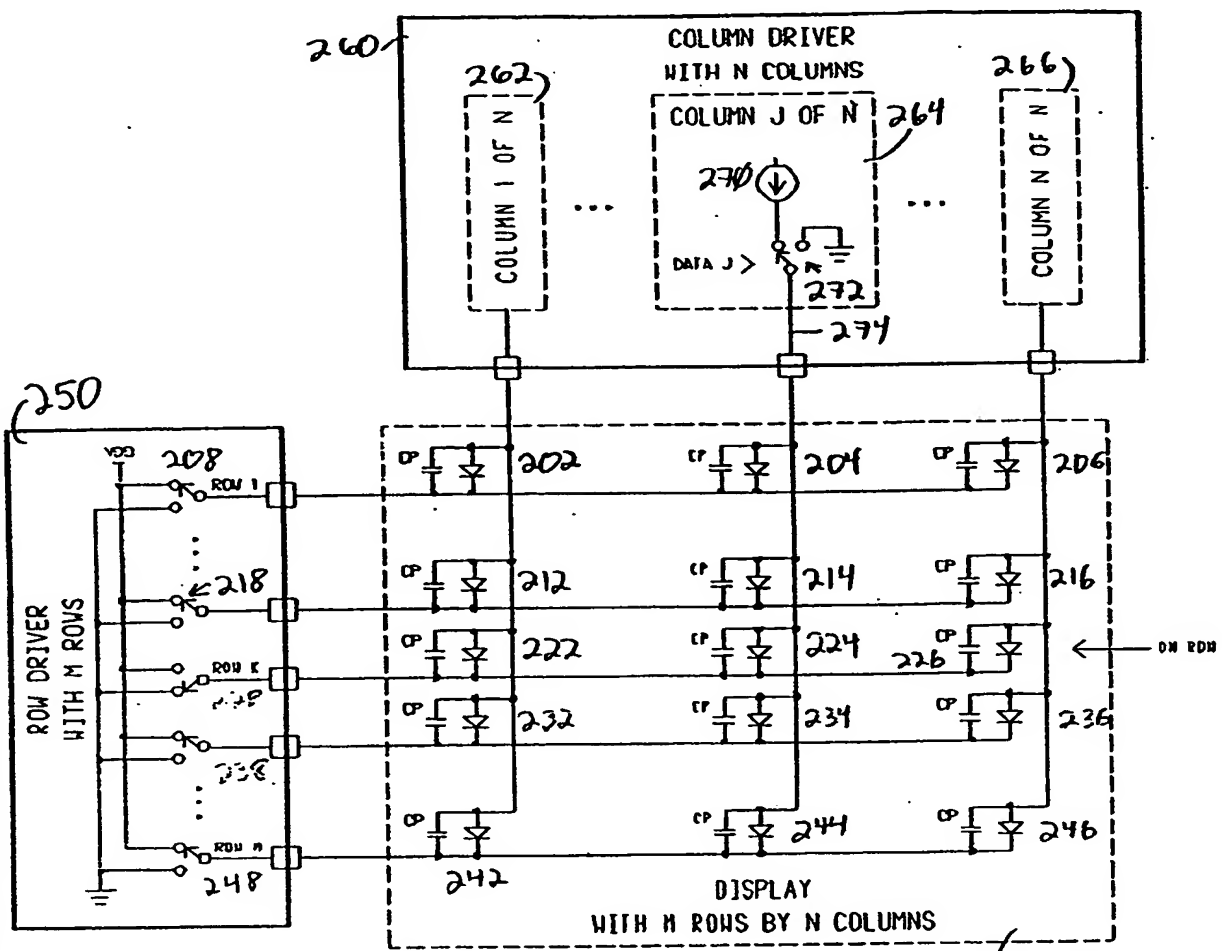 260
COLUMN DRIVER
WITH N COLUMNS
262
266
COLUMN 1 OF N
COLUMN J OF N
264
270
DATA J >
272
274
...
...
COLUMN N OF N
250
VDD
208
ROW 1
...
218
ROW K
228
238
...
ROW M
248
ROW DRIVER
WITH M ROWS
CP
202
CP
204
CP
206
CP
212
CP
214
CP
216
CP
222
CP
224
CP
226
ON ROW
CP
232
CP
234
CP
236
CP
242
CP
244
CP
246
DISPLAY
WITH M ROWS BY N COLUMNS